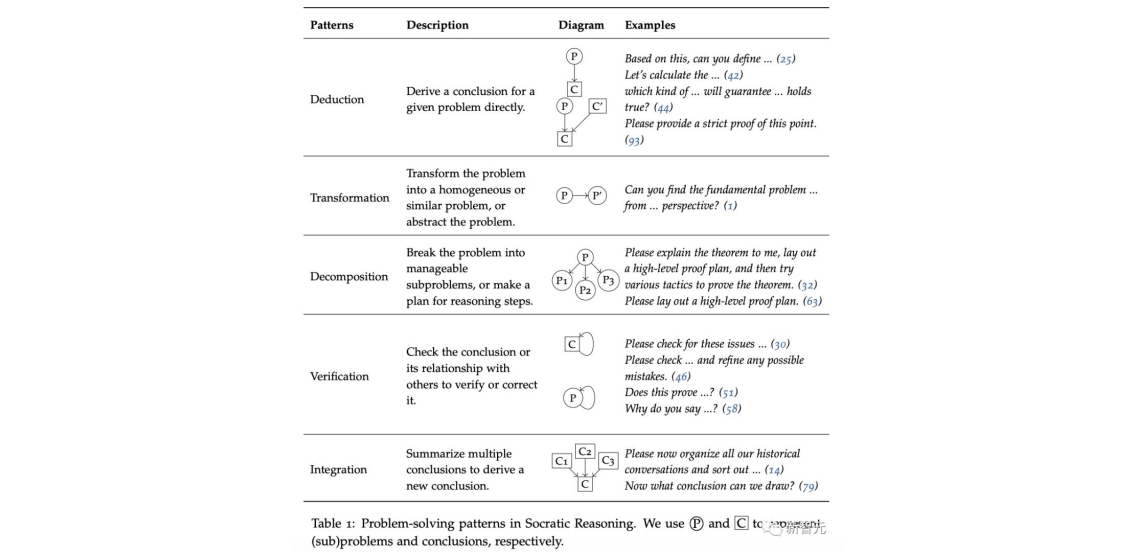 Patterns Description Diagram Examples
Deduction
Derive a conclusion for a
given problem directly.
P
C
P C′
C
Based on this, can you define ... (25)
Let's calculate the ... (42)
which kind of ... will guarantee ... holds
true? (44)
Please provide a strict proof of this point.
(93)
Transformation
Transform the problem
into a homogeneous or
similar problem, or
abstract the problem.
P P′
Can you find the fundamental problem ...
from ... perspective? (1)
Decomposition
Break the problem into
manageable
subproblems, or make a
plan for reasoning steps.
P
P1 P2 P3
Please explain the theorem to me, lay out
a high-level proof plan, and then try
various tactics to prove the theorem. (32)
Please lay out a high-level proof plan. (63)
Verification
Check the conclusion or
its relationship with
others to verify or correct
it.
C
P
Please check for these issues ... (30)
Please check ... and refine any possible
mistakes. (46)
Does this prove ...? (51)
Why do you say ...? (58)
Integration
Summarize multiple
conclusions to derive a
new conclusion.
C1 C2 C3
C
Please now organize all our historical
conversations and sort out ... (14)
Now what conclusion can we draw? (79)
Table 1: Problem-solving patterns in Socratic Reasoning. We use P and C to
(sub)problems and conclusions, respectively.
新智元